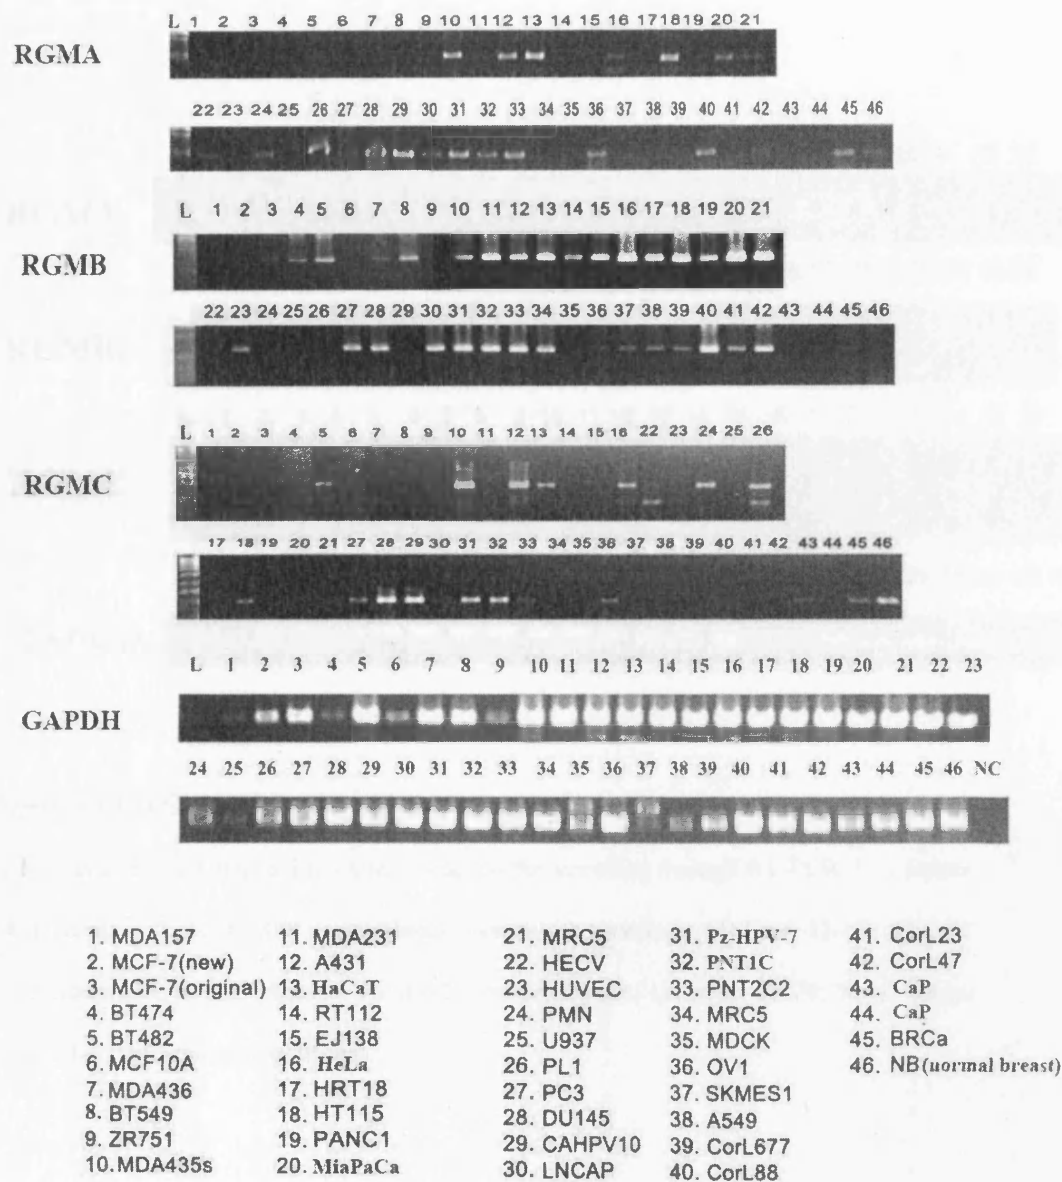 L 1 2 3 4 5 6 7 8 9 10 11 12 13 14 15 16 17 18 19 20 21
RGMA
22 23 24 25 26 27 28 29 30 31 32 33 34 35 36 37 38 39 40 41 42 43 44 45 46
L 1 2 3 4 5 6 7 8 9 10 11 12 13 14 15 16 17 18 19 20 21
RGMB
22 23 24 25 26 27 28 29 30 31 32 33 34 35 36 37 38 39 40 41 42 43 44 45 46
L 1 2 3 4 5 6 7 8 9 10 11 12 13 14 15 16 22 23 24 25 26
RGMC
17 18 19 20 21 27 28 29 30 31 32 33 34 35 36 37 38 39 40 41 42 43 44 45 46
L 1 2 3 4 5 6 7 8 9 10 11 12 13 14 15 16 17 18 19 20 21 22 23
GAPDH
24 25 26 27 28 29 30 31 32 33 34 35 36 37 38 39 40 41 42 43 44 45 46 NC
1. MDA157
2. MCF-7(new)
3. MCF-7(original)
4. BT474
5. BT482
6. MCF10A
7. MDA436
8. BT549
9. ZR751
10. MDA435s
11. MDA231
12. A431
13. HaCaT
14. RT112
15. EJ138
16. HeLa
17. HRT18
18. HT115
19. PANC1
20. MiaPaCa
21. MRC5
22. HECV
23. HUVEC
24. PMN
25. U937
26. PL1
27. PC3
28. DU145
29. CAHPV10
30. LNCAP
31. Pz-HPV-7
32. PNT1C
33. PNT2C2
34. MRC5
35. MDCK
36. OV1
37. SKMES1
38. A549
39. CorL677
40. CorL88
41. CorL23
42. CorL47
43. CaP
44. CaP
45. BRCa
46. NB(normal breast)